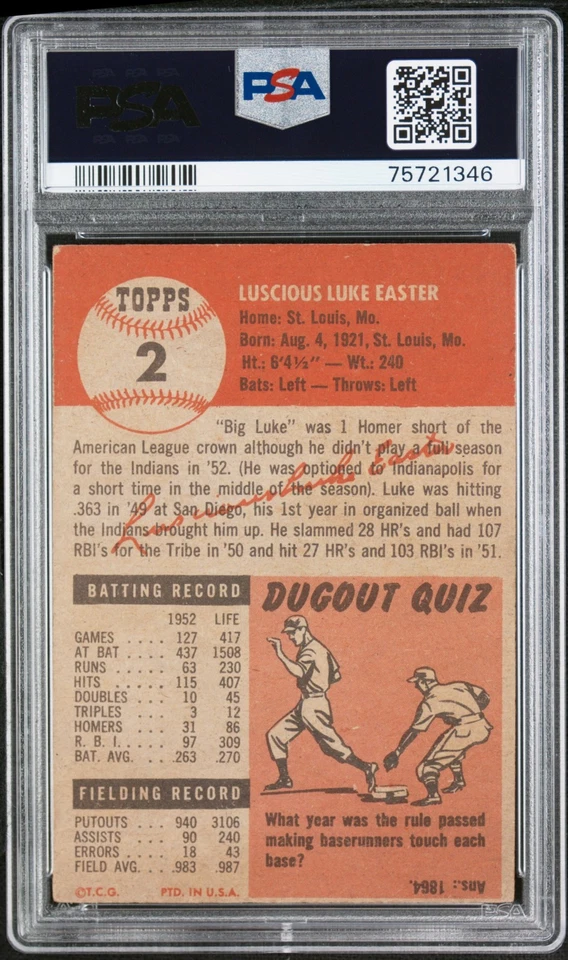 PSA
PSA
75721346
TOPPS
2
LUSCIOUS LUKE EASTER
Home: St. Louis, Mo.
Born: Aug. 4, 1921, St. Louis, Mo.
Ht.: 6'4½" — Wt.: 240
Bats: Left — Throws: Left
"Big Luke" was 1 Homer short of the
American League crown although he didn't play a full season
for the Indians in '52. (He was optioned to Indianapolis for
a short time in the middle of the season). Luke was hitting
.363 in '49 at San Diego, his 1st year in organized ball when
the Indians brought him up. He slammed 28 HR's and had 107
RBI's for the Tribe in '50 and hit 27 HR's and 103 RBI's in '51.
Luscious Luke Easter
BATTING RECORD
1952 LIFE
GAMES .... 127 417
AT BAT .... 437 1508
RUNS .... 63 230
HITS .... 115 407
DOUBLES ... 10 45
TRIPLES ... 3 12
HOMERS ... 31 86
R. B. I. ... 97 309
BAT. AVG. ... .263 .270
FIELDING RECORD
PUTOUTS ... 940 3106
ASSISTS ... 90 240
ERRORS ... 18 43
FIELD AVG. .. .983 .987
©T.C.G. PTD. IN U.S.A.
DUGOUT QUIZ
What year was the rule passed
making baserunners touch each
base?
Ans.: 1864.
PSA
PSA